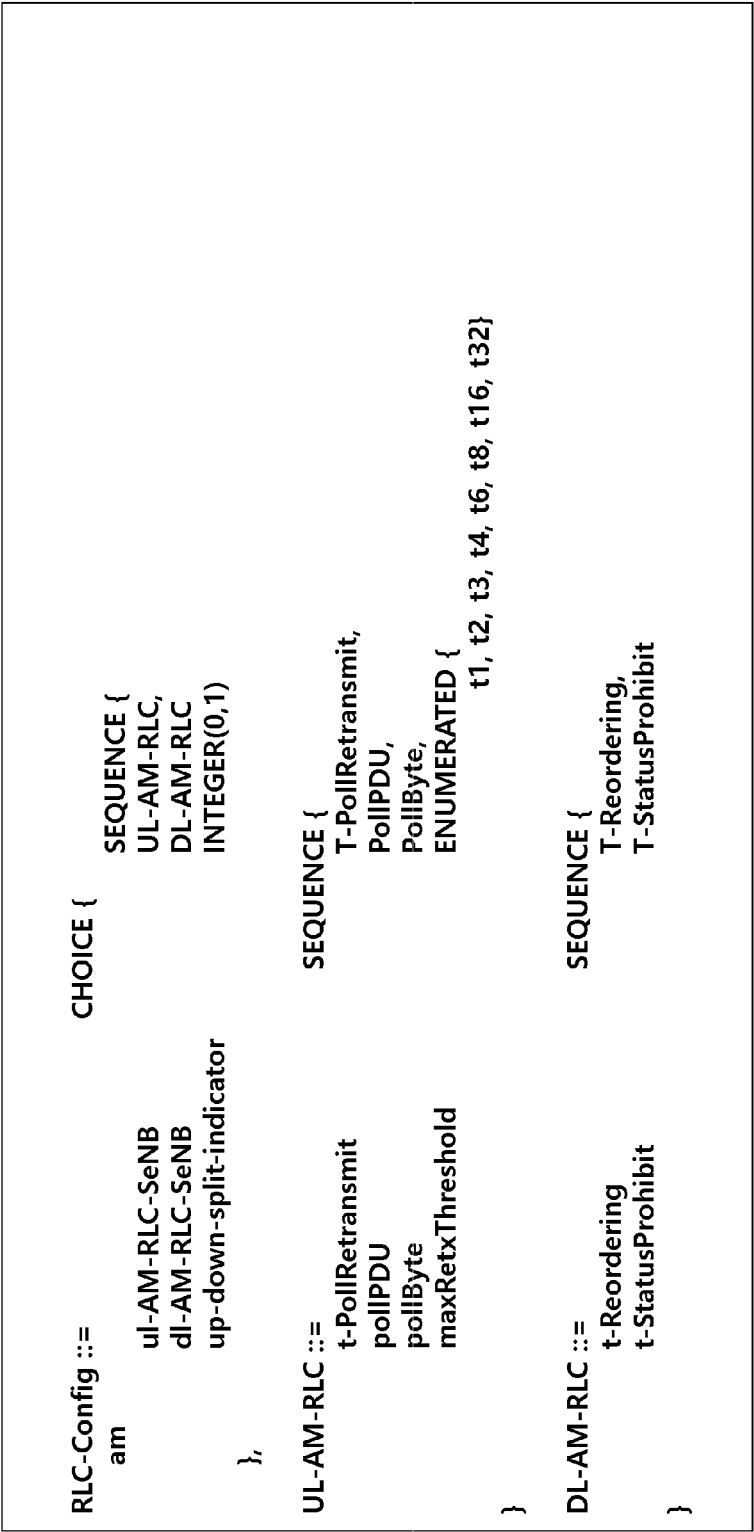 RLC-Config ::= CHOICE {
am SEQUENCE {
ul-AM-RLC-SeNB UL-AM-RLC,
dl-AM-RLC-SeNB DL-AM-RLC
up-down-split-indicator INTEGER(0,1)
},
UL-AM-RLC ::= SEQUENCE {
t-PollRetransmit T-PollRetransmit,
pollPDU PollPDU,
pollByte PollByte,
maxRetxThreshold ENUMERATED {
t1, t2, t3, t4, t6, t8, t16, t32}
}
DL-AM-RLC ::= SEQUENCE {
t-Reordering T-Reordering,
t-StatusProhibit T-StatusProhibit
}